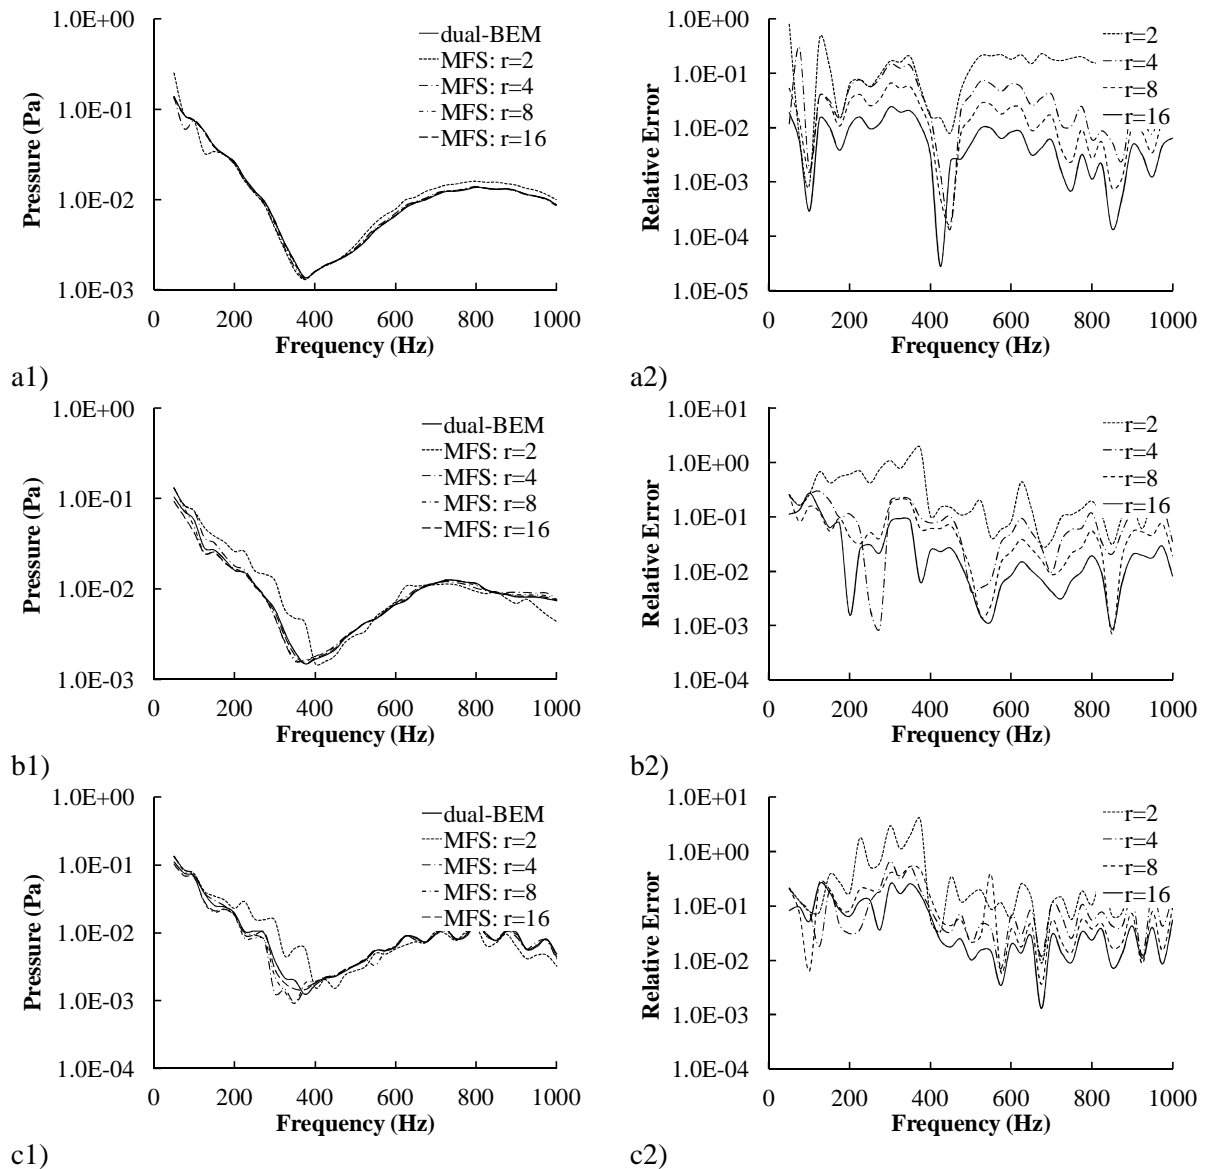 1.0E+00
1.0E-01
1.0E-02
1.0E-03
Pressure (Pa)
0 200 400 600 800 1000
Frequency (Hz)
dual-BEM
MFS: r=2
MFS: r=4
MFS: r=8
MFS: r=16
a1)
1.0E+00
1.0E-01
1.0E-02
1.0E-03
1.0E-04
1.0E-05
Relative Error
0 200 400 600 800 1000
Frequency (Hz)
r=2
r=4
r=8
r=16
a2)
1.0E+00
1.0E-01
1.0E-02
1.0E-03
Pressure (Pa)
0 200 400 600 800 1000
Frequency (Hz)
dual-BEM
MFS: r=2
MFS: r=4
MFS: r=8
MFS: r=16
b1)
1.0E+01
1.0E+00
1.0E-01
1.0E-02
1.0E-03
1.0E-04
Relative Error
0 200 400 600 800 1000
Frequency (Hz)
r=2
r=4
r=8
r=16
b2)
1.0E+00
1.0E-01
1.0E-02
1.0E-03
1.0E-04
Pressure (Pa)
0 200 400 600 800 1000
Frequency (Hz)
dual-BEM
MFS: r=2
MFS: r=4
MFS: r=8
MFS: r=16
c1)
1.0E+01
1.0E+00
1.0E-01
1.0E-02
1.0E-03
1.0E-04
Relative Error
0 200 400 600 800 1000
Frequency (Hz)
r=2
r=4
r=8
r=16
c2)